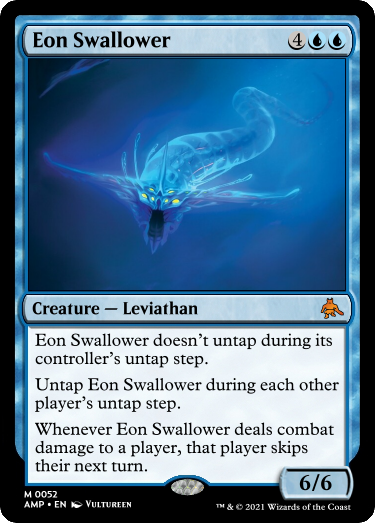 Eon Swallower 4
Creature — Leviathan
Eon Swallower doesn't untap during its
controller's untap step.
Untap Eon Swallower during each other
player's untap step.
Whenever Eon Swallower deals combat
damage to a player, that player skips
their next turn.
6/6
M 0052
AMP • EN Vultureen
™ & © 2021 Wizards of the Coast